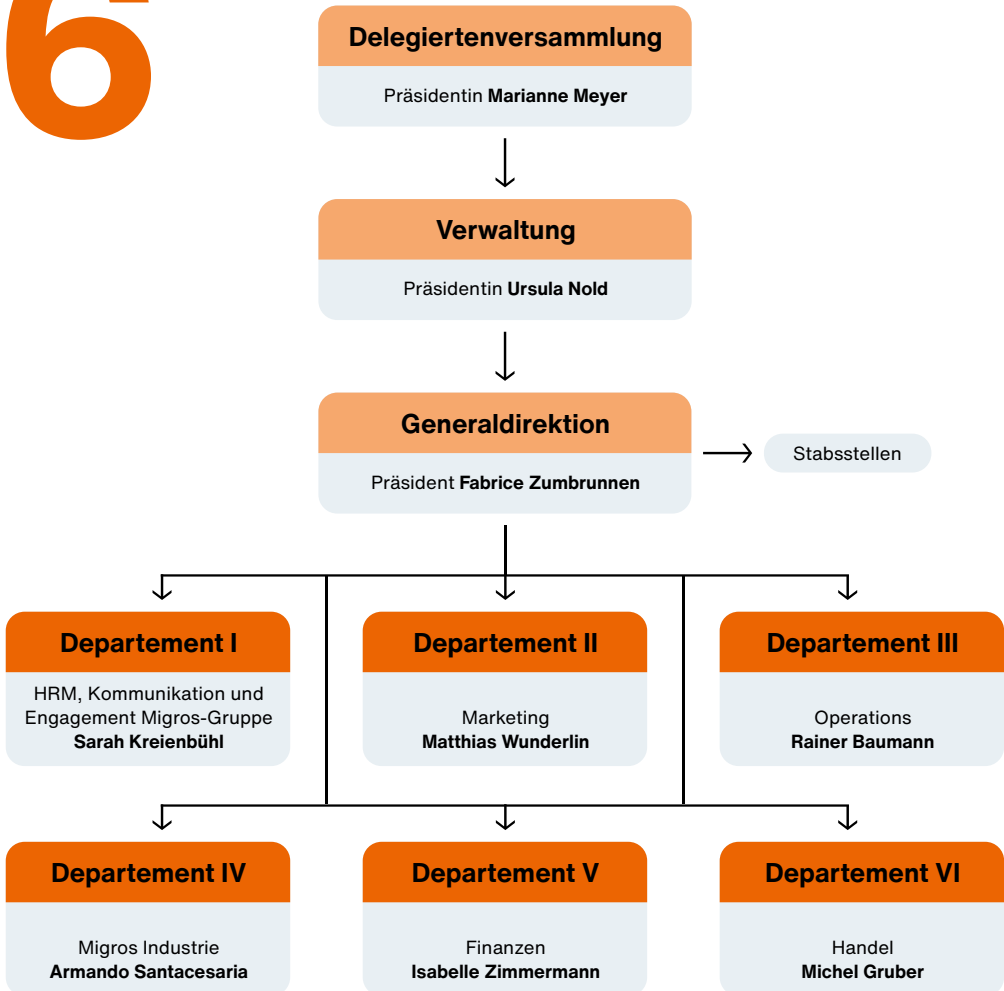 6
Delegiertenversammlung
Präsidentin Marianne Meyer
Verwaltung
Präsidentin Ursula Nold
Generaldirektion
Präsident Fabrice Zumbrunnen
Stabsstellen
Departement I
HRM, Kommunikation und
Engagement Migros-Gruppe
Sarah Kreienbühl
Departement II
Marketing
Matthias Wunderlin
Departement III
Operations
Rainer Baumann
Departement IV
Migros Industrie
Armando Santacesaria
Departement V
Finanzen
Isabelle Zimmermann
Departement VI
Handel
Michel Gruber